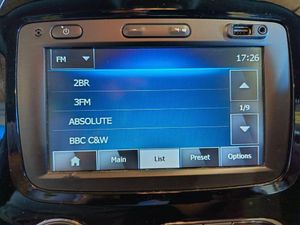 FM 17:26
2BR
3FM
ABSOLUTE
1/9
BBC C&W
Main List Preset Options